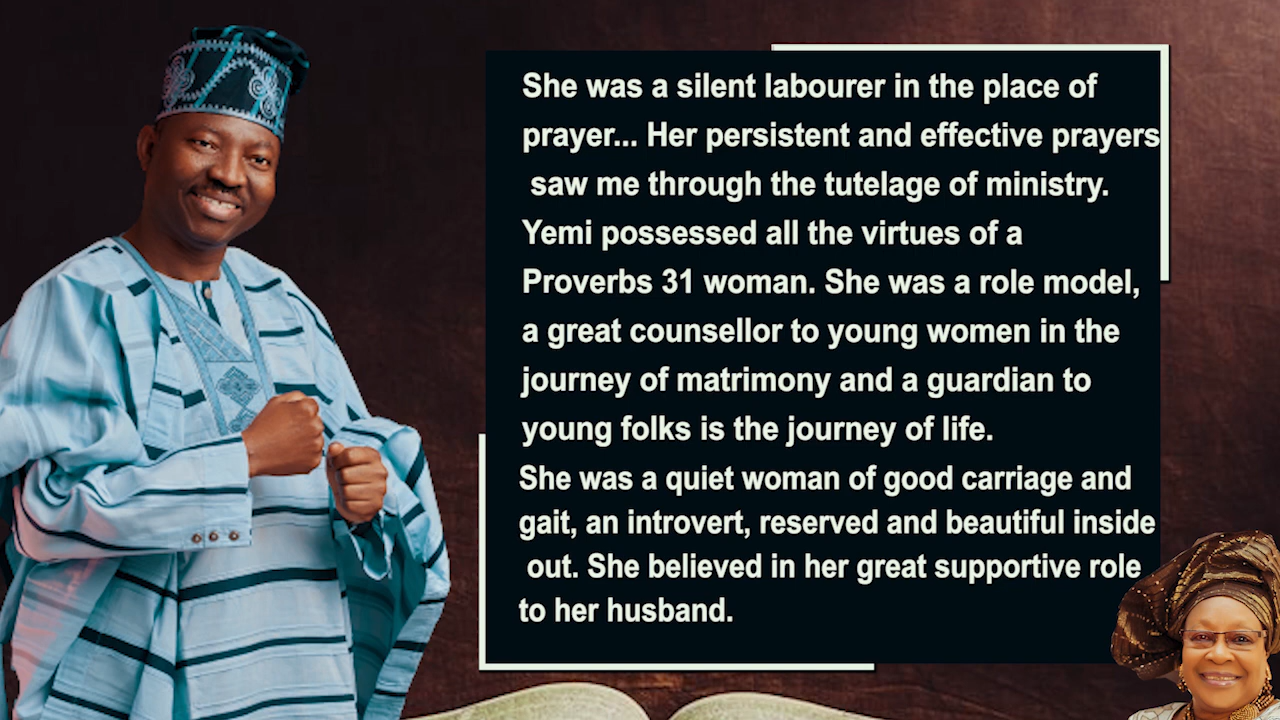 She was a silent labourer in the place of
prayer... Her persistent and effective prayers
saw me through the tutelage of ministry.
Yemi possessed all the virtues of a
Proverbs 31 woman. She was a role model,
a great counsellor to young women in the
journey of matrimony and a guardian to
young folks is the journey of life.
She was a quiet woman of good carriage and
gait, an introvert, reserved and beautiful inside
out. She believed in her great supportive role
to her husband.